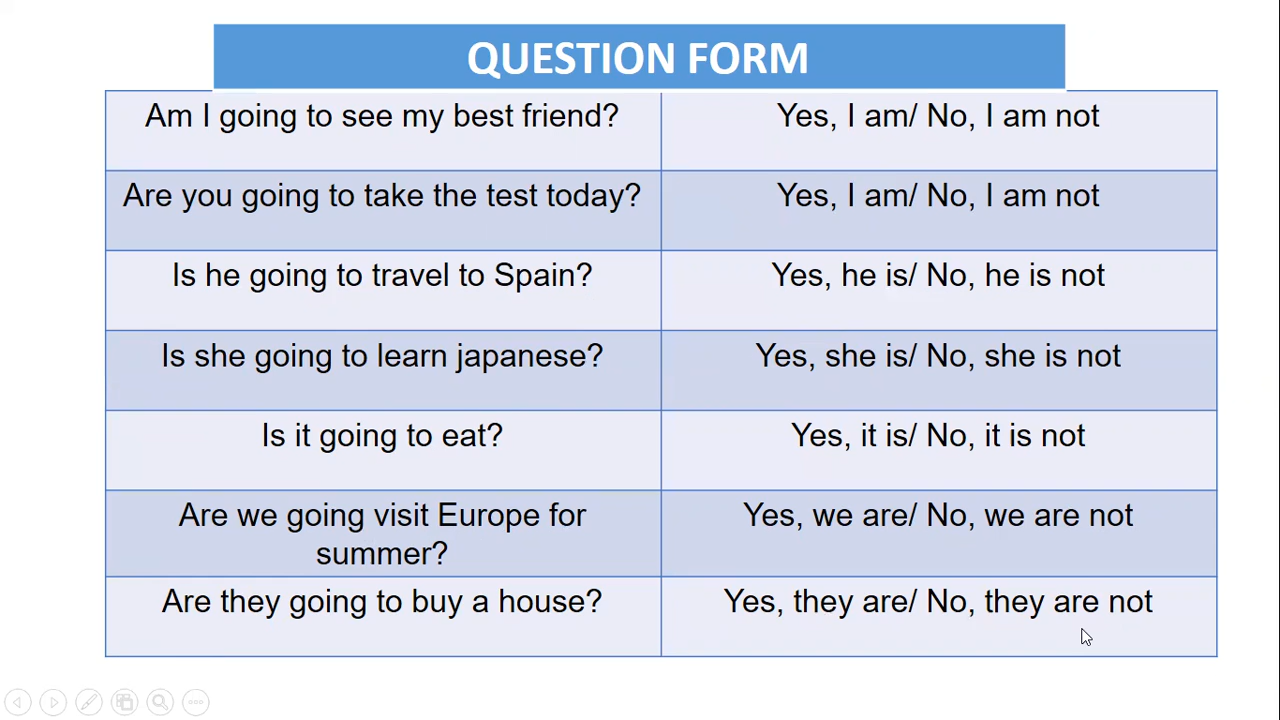 QUESTION FORM
Am I going to see my best friend?
Yes, I am/ No, I am not
Are you going to take the test today?
Yes, I am/ No, I am not
Is he going to travel to Spain?
Yes, he is/ No, he is not
Is she going to learn japanese?
Yes, she is/ No, she is not
Is it going to eat?
Yes, it is/ No, it is not
Are we going visit Europe for
summer?
Yes, we are/ No, we are not
Are they going to buy a house?
Yes, they are/ No, they are not